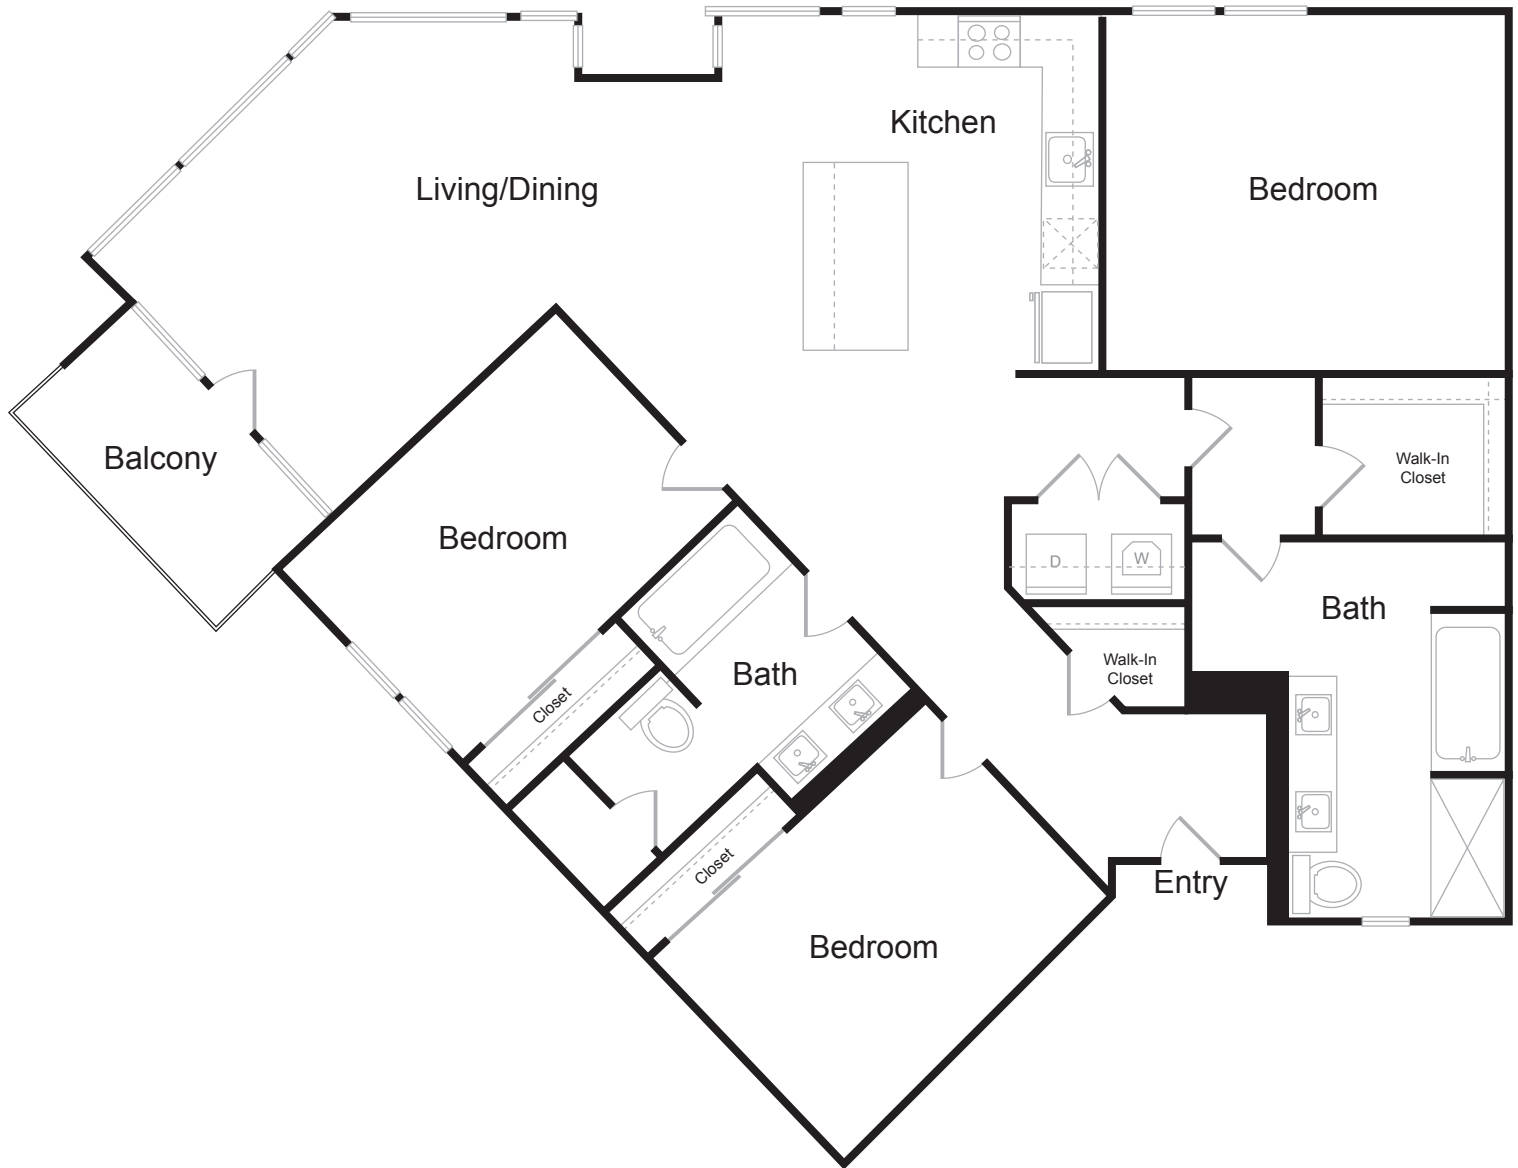 Kitchen
Living/Dining
Bedroom
Balcony
Walk-In
Closet
Bedroom
D
W
Bath
Walk-In
Closet
Bath
Closet
Closet
Entry
Bedroom